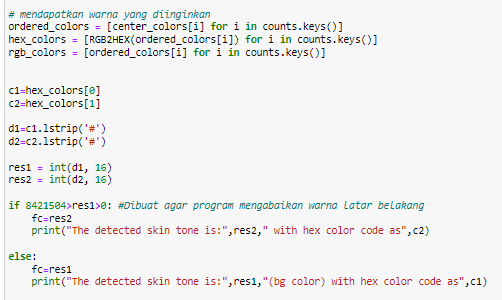 # mendapatkan warna yang diinginkan
ordered_colors = [center_colors[i] for i in counts.keys()]
hex_colors = [RGB2HEX(ordered_colors[i]) for i in counts.keys()]
rgb_colors = [ordered_colors[i] for i in counts.keys()]
c1=hex_colors[0]
c2=hex_colors[1]
d1=c1.lstrip('#')
d2=c2.lstrip('#')
res1 = int(d1, 16)
res2 = int(d2, 16)
if 8421504>res1>0: #Dibuat agar program mengabaikan warna latar belakang
    fc=res2
    print("The detected skin tone is:",res2," with hex color code as",c2)
else:
    fc=res1
    print("The detected skin tone is:",res1,"(bg color) with hex color code as",c1)